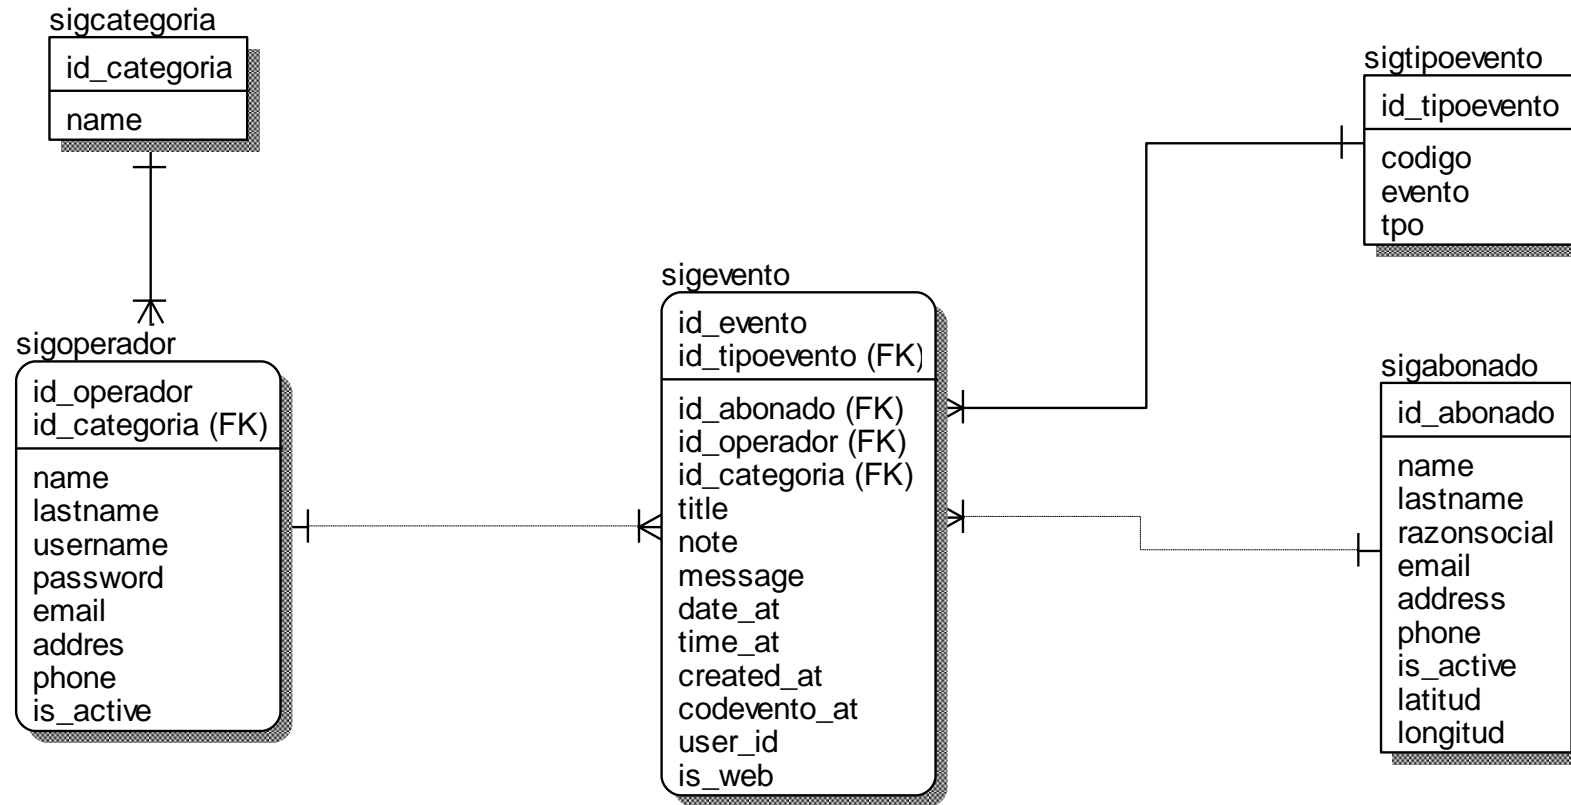 sigcategoria
id_categoria
name
sigoperador
id_operador
id_categoria (FK)
name
lastname
username
password
email
addres
phone
is_active
sigevento
id_evento
id_tipoevento (FK)
id_abonado (FK)
id_operador (FK)
id_categoria (FK)
title
note
message
date_at
time_at
created_at
codevento_at
user_id
is_web
sigtipoevento
id_tipoevento
codigo
evento
tpo
sigabonado
id_abonado
name
lastname
razonsocial
email
address
phone
is_active
latitud
longitud